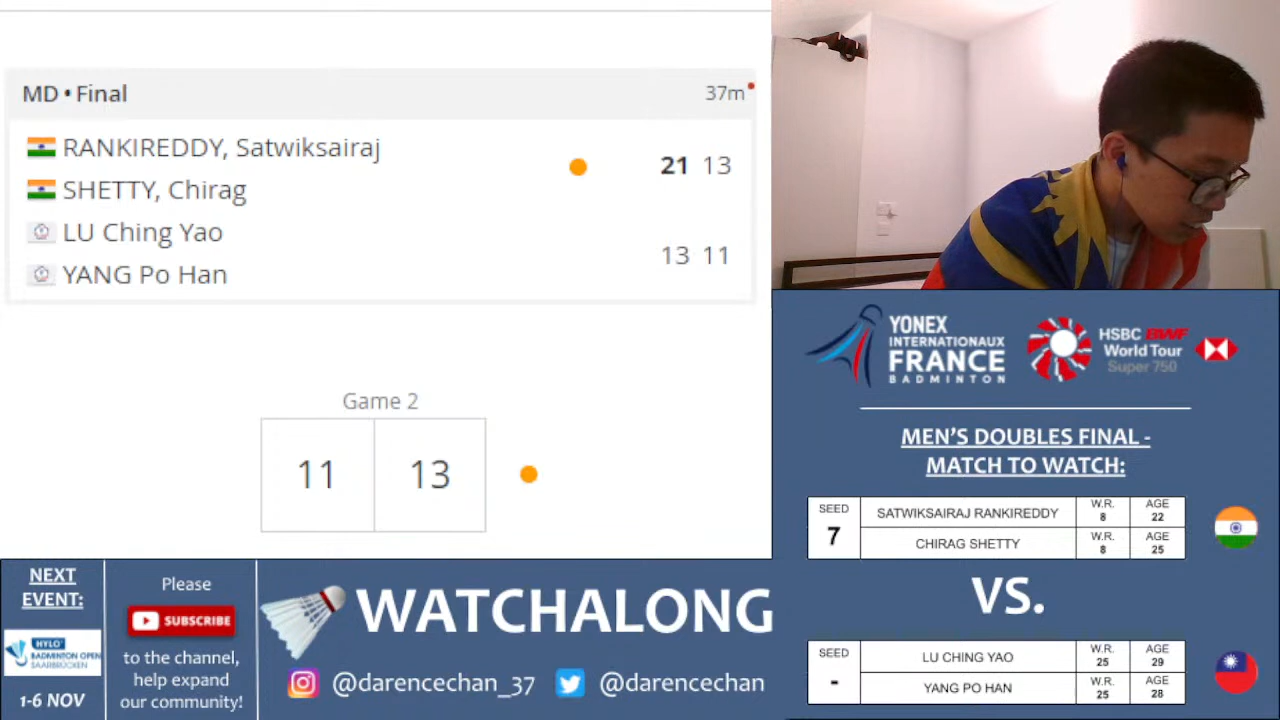 MD • Final
37m
RANKIREDDY, Satwiksairaj
SHETTY, Chirag
21 13
LU Ching Yao
YANG Po Han
13 11
Game 2
11 13
YONEX
INTERNATIONAUX
FRANCE
BADMINTON
HSBC BWF
World Tour
Super 750
MEN'S DOUBLES FINAL -
MATCH TO WATCH:
SEED
7
SATWIKSAIRAJ RANKIREDDY
W.R.
8
AGE
22
CHIRAG SHETTY
W.R.
8
AGE
25
VS.
SEED
-
LU CHING YAO
W.R.
25
AGE
29
YANG PO HAN
W.R.
25
AGE
28
NEXT
EVENT:
HYLO
BADMINTON OPEN
SAARBRÜCKEN
1-6 NOV
Please
SUBSCRIBE
to the channel,
help expand
our community!
WATCHALONG
@darencechan_37
@darencechan